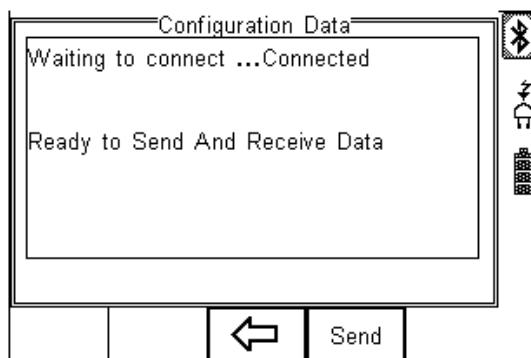 Configuration Data
Waiting to connect ...Connected
Ready to Send And Receive Data
Send